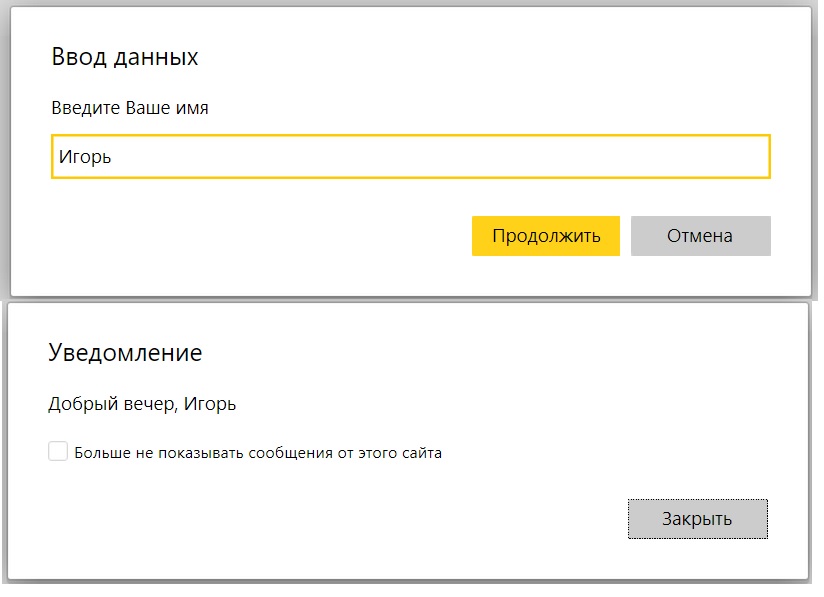 Ввод данных
Введите Ваше имя
Игорь
Продолжить Отмена
Уведомление
Добрый вечер, Игорь
Больше не показывать сообщения от этого сайта
Закрыть